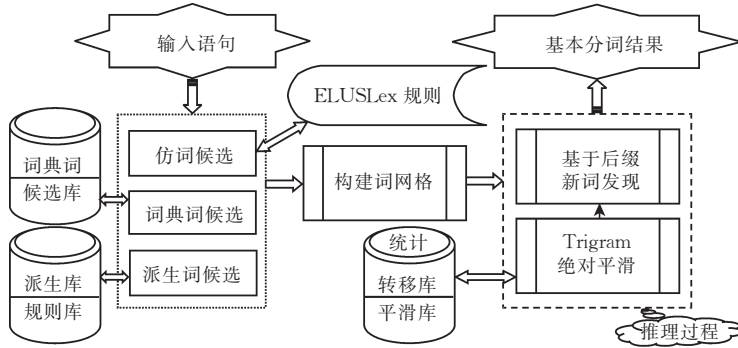 输入语句
基本分词结果
ELUSLex 规则
词典词
候选库
仿词候选
词典词候选
派生词候选
构建词网格
基于后缀
新词发现
派生库
规则库
统计
转移库
平滑库
Trigram
绝对平滑
推理过程